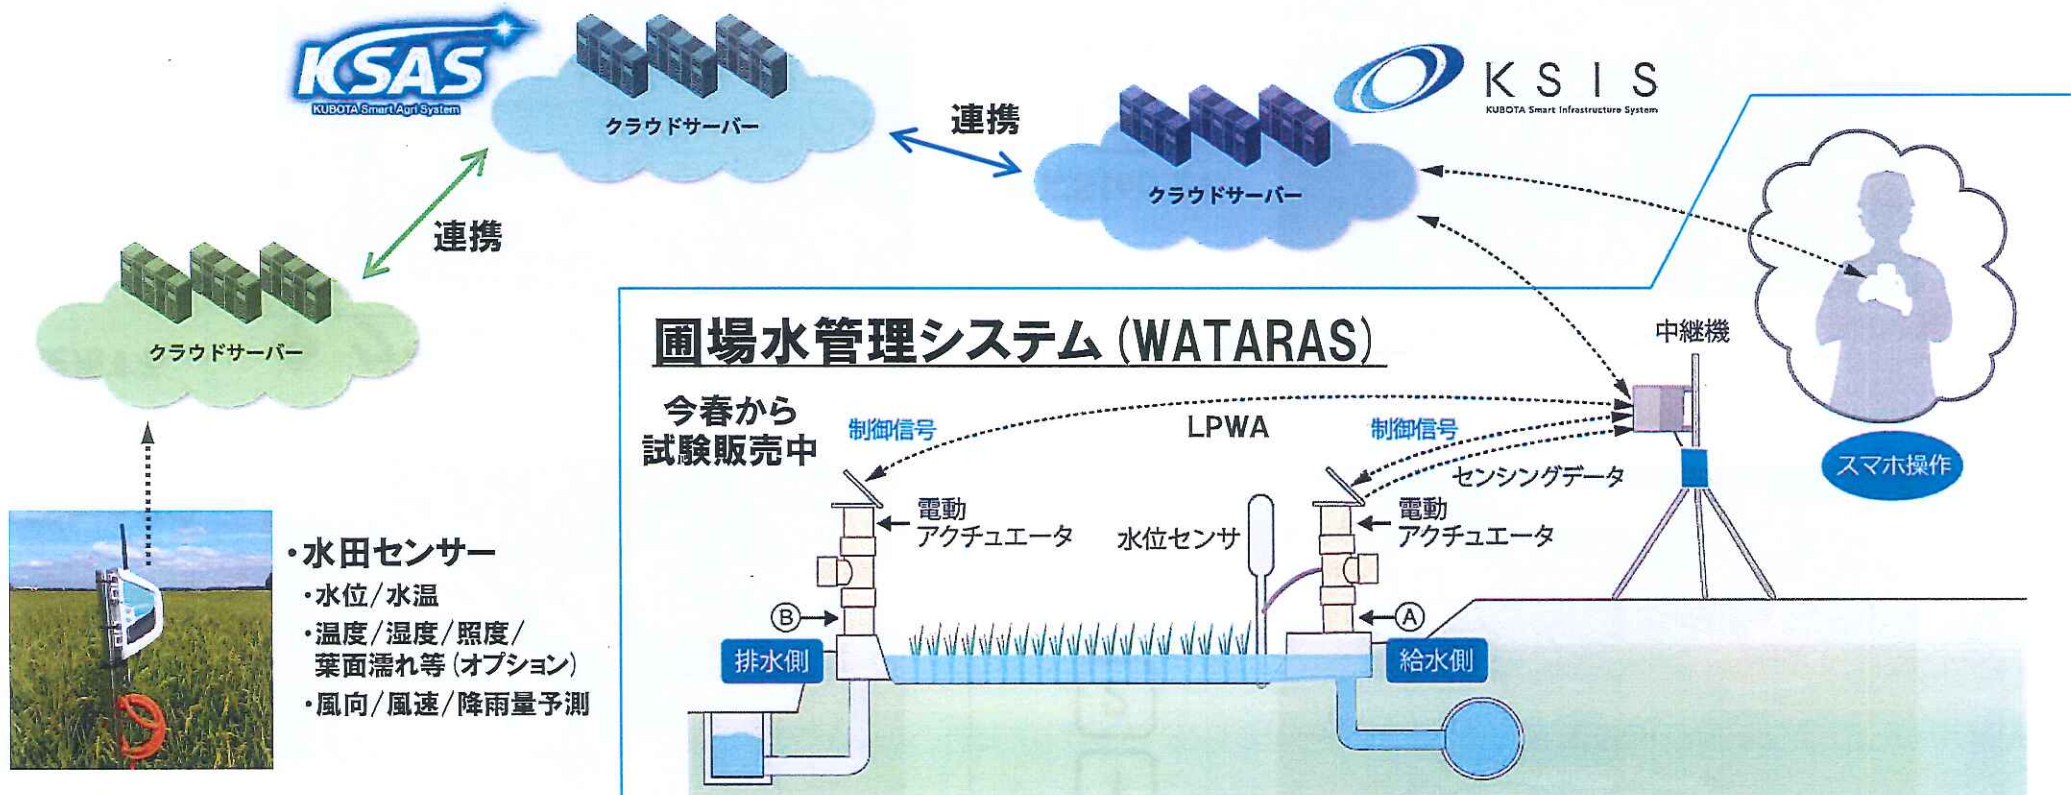 KSAS
KUBOTA Smart Agri System
クラウドサーバー
連携
KSIS
KUBOTA Smart Infrastructure System
クラウドサーバー
連携
クラウドサーバー
圃場水管理システム(WATARAS)
今春から
試験販売中
制御信号
LPWA
制御信号
センシングデータ
中継機
スマホ操作
電動
アクチュエータ
水位センサ
電動
アクチュエータ
B
A
排水側
給水側
・水田センサー
・水位/水温
・温度/湿度/照度/
葉面濡れ等(オプション)
・風向/風速/降雨量予測